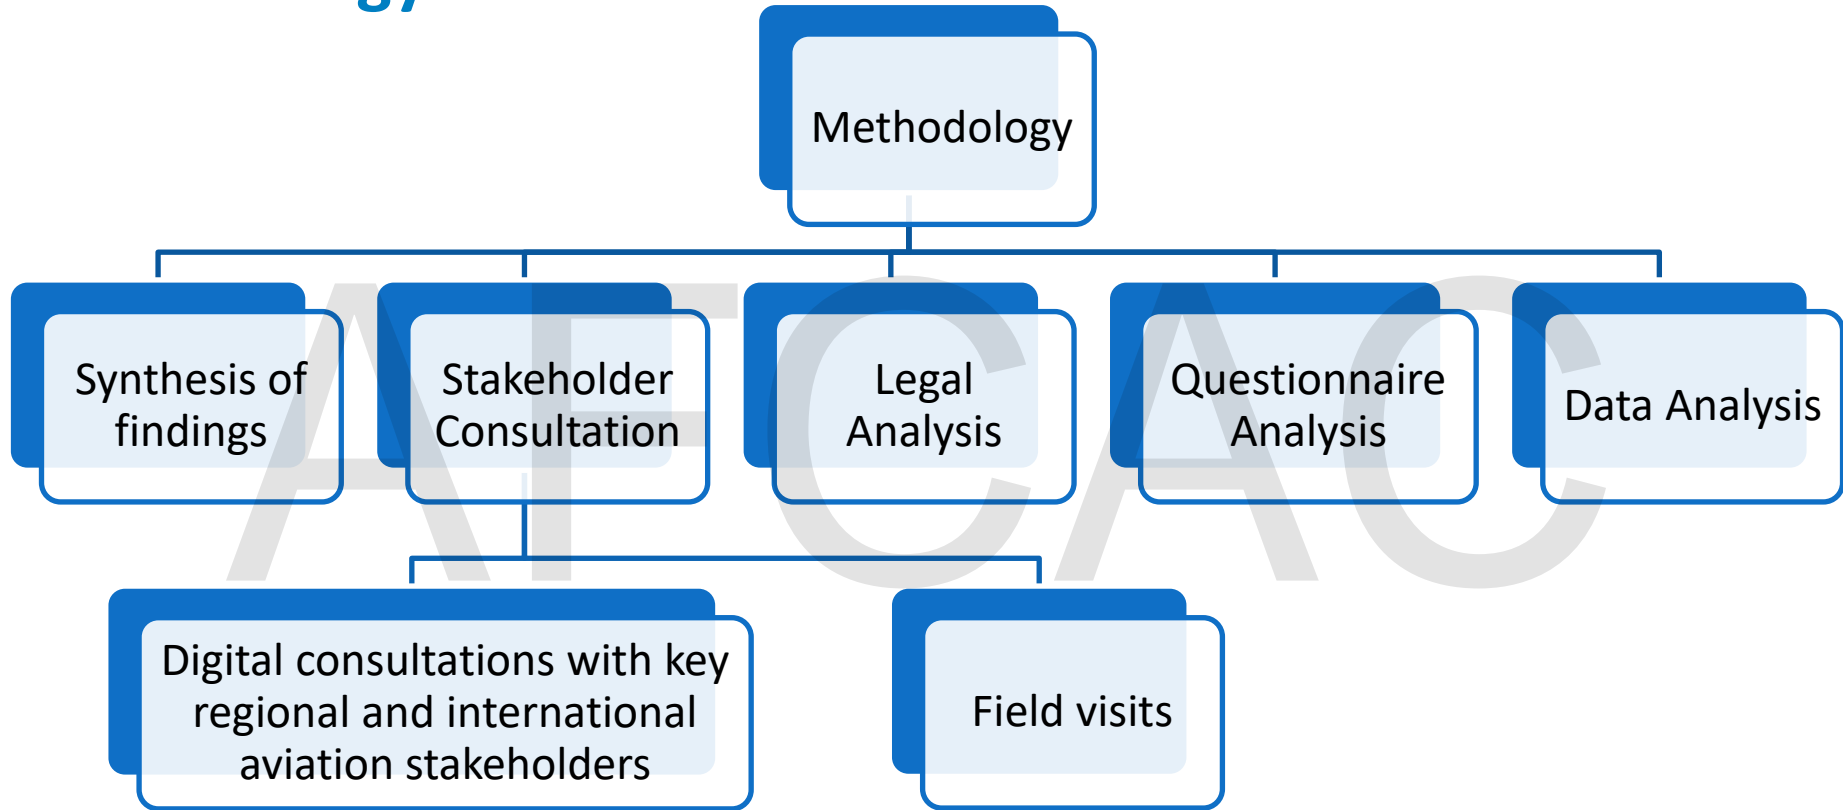 gy
Methodology
Synthesis of
findings
Stakeholder
Consultation
Legal
Analysis
Questionnaire
Analysis
Data Analysis
Digital consultations with key
regional and international
aviation stakeholders
Field visits
AFCAC